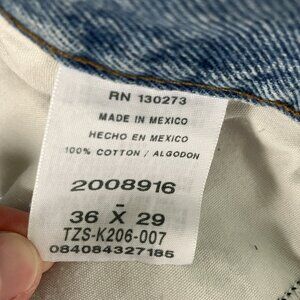 RN 130273
MADE IN MEXICO
HECHO EN MEXICO
100% COTTON / ALGODON
2008916
-
36 X 29
TZS-K206-007
084084327185